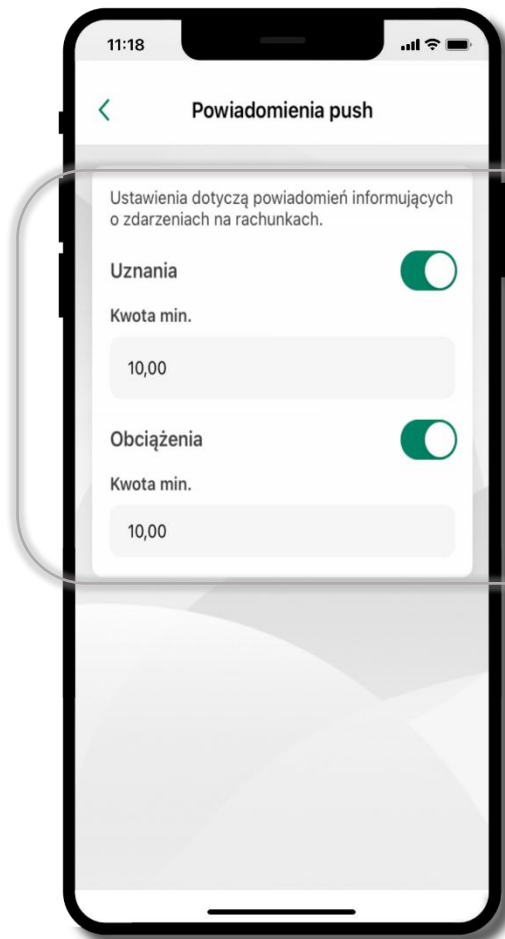 11:18
Powiadomienia push
Ustawienia dotyczą powiadomień informujących
o zdarzeniach na rachunkach.
Uznania
Kwota min.
10,00
Obciążenia
Kwota min.
10,00